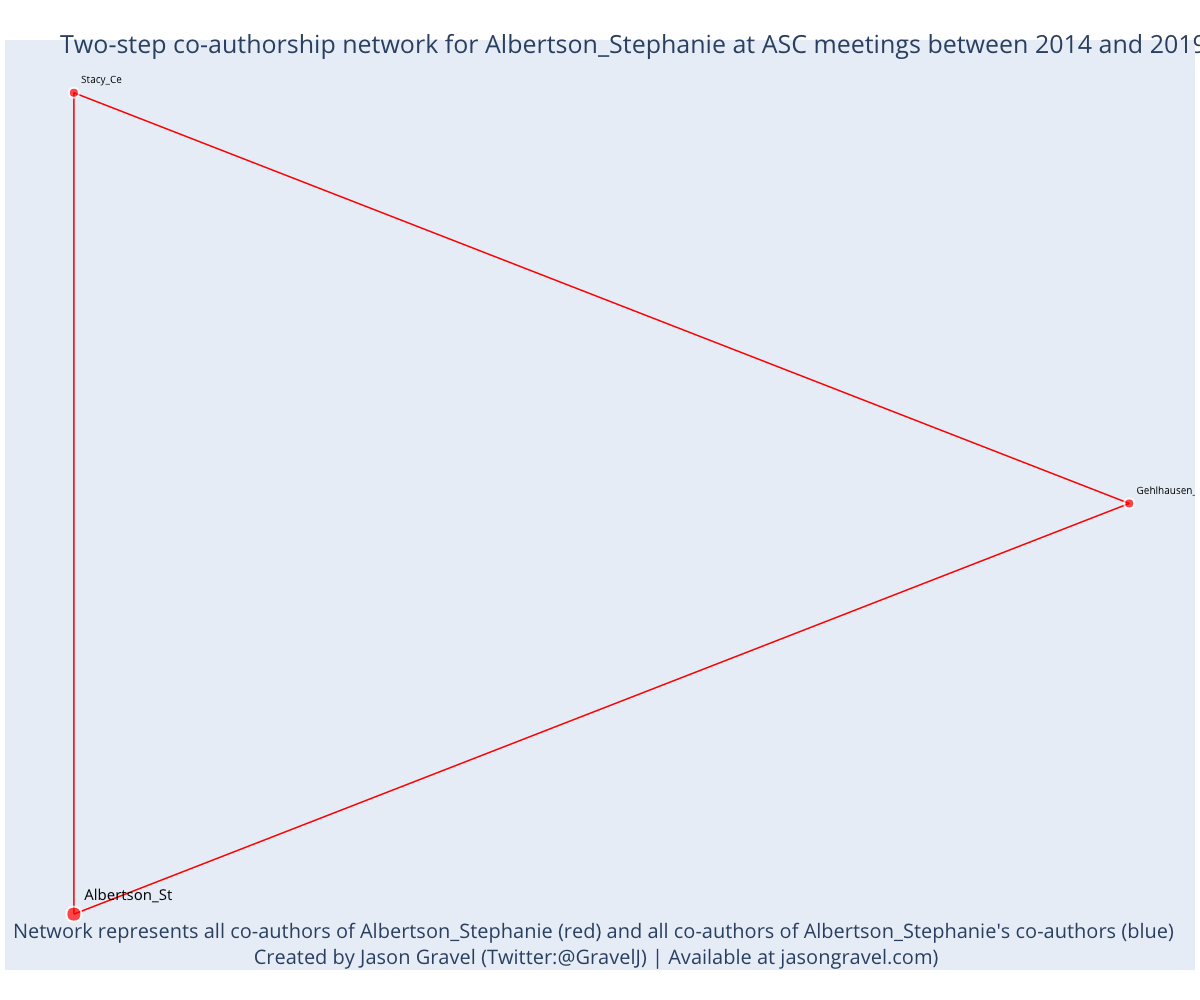 Two-step co-authorship network for Albertson_Stephanie at ASC meetings between 2014 and 2019
Stacy_Ce
Gehlhausen_
Albertson_St
Network represents all co-authors of Albertson_Stephanie (red) and all co-authors of Albertson_Stephanie's co-authors (blue)
Created by Jason Gravel (Twitter:@GravelJ) | Available at jasongravel.com)